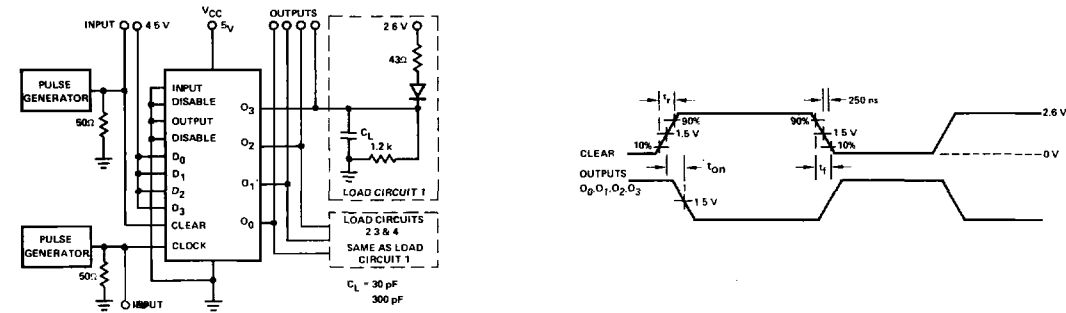 INPUT
4 5 V
VCC
5V
OUTPUTS
2 6 V
43Ω
PULSE
GENERATOR
50Ω
INPUT
DISABLE
OUTPUT
DISABLE
D0
D1
D2
D3
CLEAR
CLOCK
O3
O2
O1
O0
CL
1.2 k
LOAD CIRCUIT 1
LOAD CIRCUITS
2 3 & 4
SAME AS LOAD
CIRCUIT 1
PULSE
GENERATOR
50Ω
CL = 30 pF
300 pF
tr
250 ns
90%
90%
2.6 V
1.5 V
1.5 V
10%
10%
CLEAR
0 V
ton
tf
OUTPUTS
O0,O1,O2,O3
1.5 V